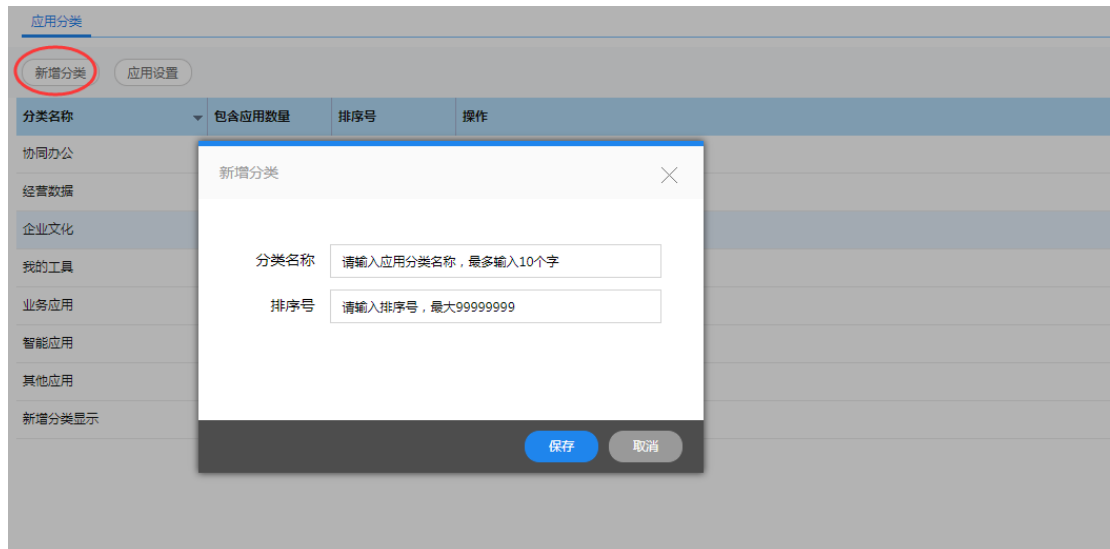 应用分类
新增分类 应用设置
分类名称 包含应用数量 排序号 操作
协同办公
经营数据
企业文化
我的工具
业务应用
智能应用
其他应用
新增分类显示
新增分类
分类名称 请输入应用分类名称，最多输入10个字
排序号 请输入排序号，最大99999999
保存 取消